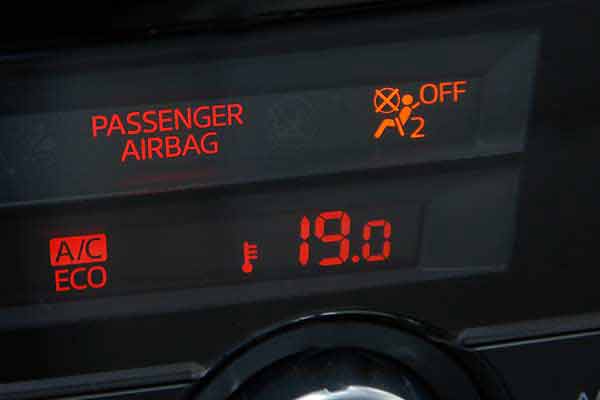 PASSENGER
AIRBAG
OFF
2
A/C
ECO
19.0